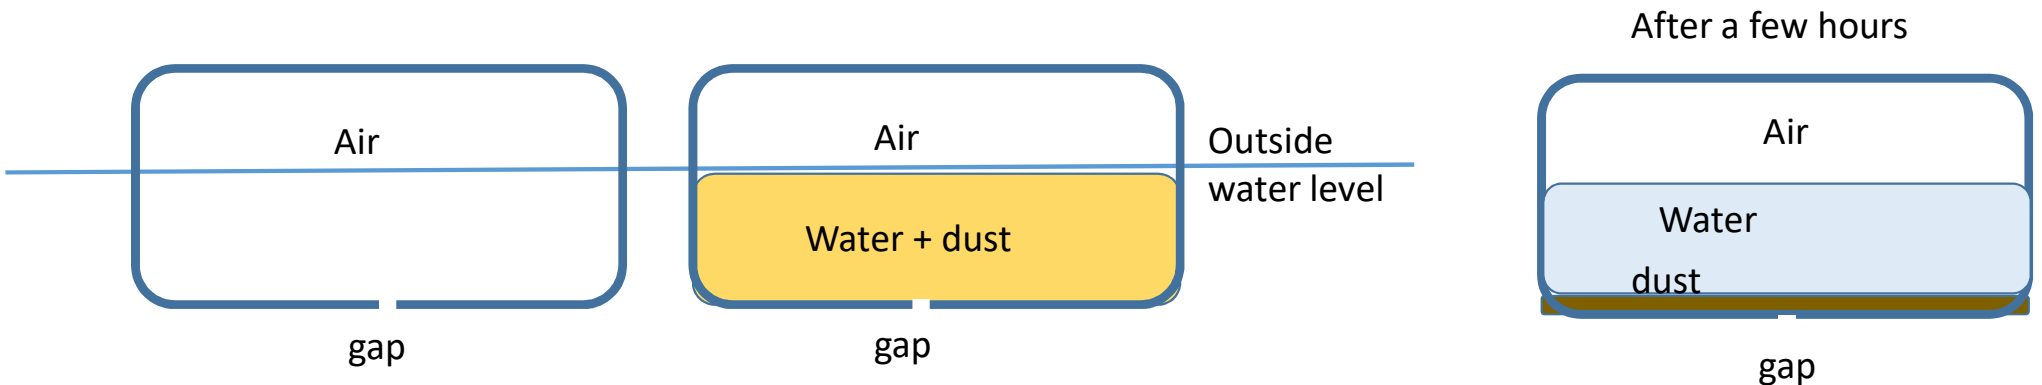 After a few hours
Air
Air
Outside
water level
Air
Water + dust
Water
dust
gap
gap
gap